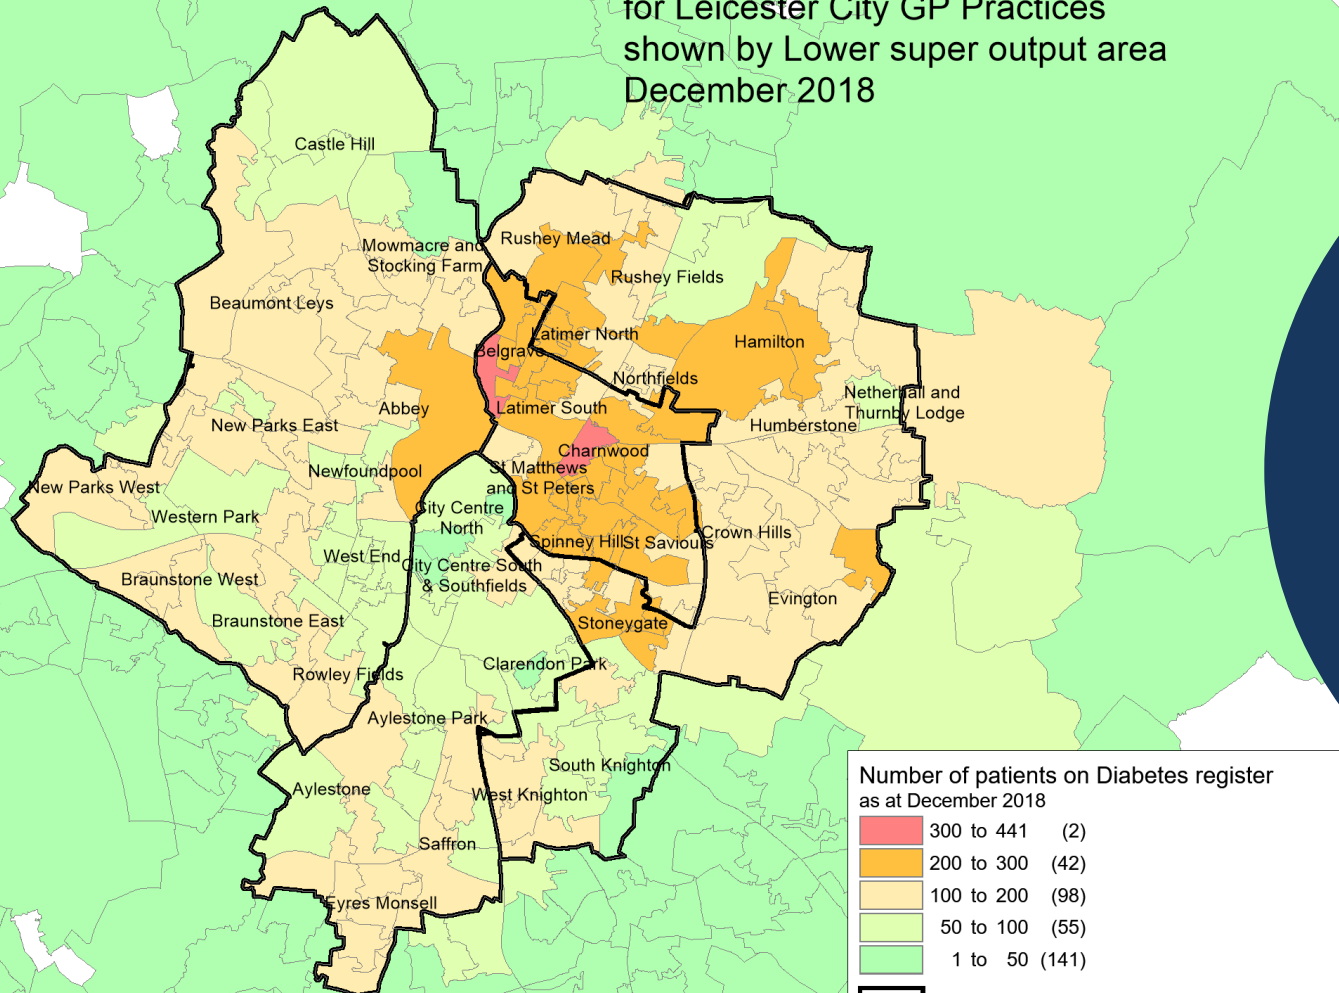 for Leicester City GP Practices
shown by Lower super output area
December 2018
Castle Hill
Rushey Mead
Mowmacre and
Stocking Farm
Rushey Fields
Beaumont Leys
Latimer North
Hamilton
Belgrave
Northfields
Netherhall and
Thurnby Lodge
Abbey
Latimer South
New Parks East
Humberstone
Charnwood
Newfoundpool
St Matthews
and St Peters
New Parks West
City Centre
North
Western Park
Crown Hills
Spinney Hill
St Saviours
West End
City Centre South
& Southfields
Braunstone West
Evington
Braunstone East
Stoneygate
Clarendon Park
Rowley Fields
Aylestone Park
South Knighton
Aylestone
West Knighton
Saffron
Eyres Monsell
Number of patients on Diabetes register
as at December 2018
300 to 441 (2)
200 to 300 (42)
100 to 200 (98)
50 to 100 (55)
1 to 50 (141)